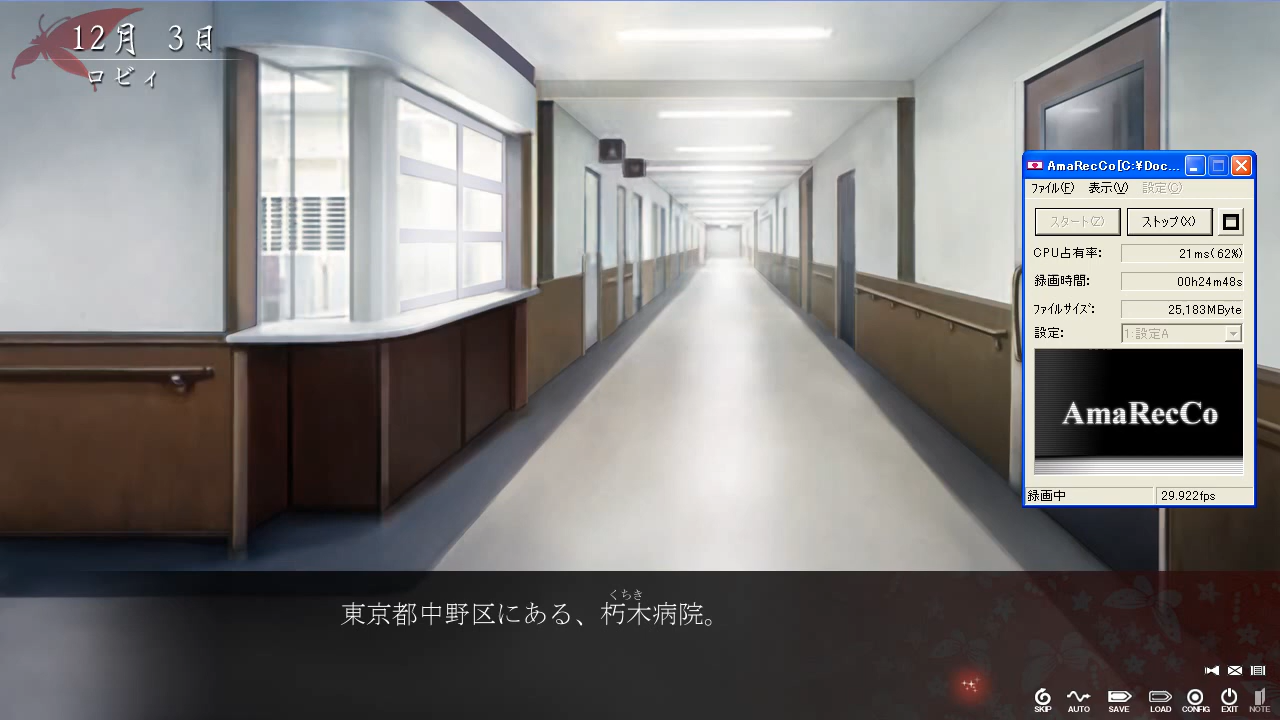 12月 3日
ロビィ
AmaRecCo[C:¥Doc...
ファイル(F) 表示(V) 設定(O)
スタート(Z) ストップ(X)
CPU占有率: 21ms(62%)
録画時間: 00h24m48s
ファイルサイズ: 25,183MByte
設定: 1:設定A
AmaRecCo
録画中 29.922fps
くちき
東京都中野区にある、朽木病院。
SKIP AUTO SAVE LOAD CONFIG EXIT NOTE